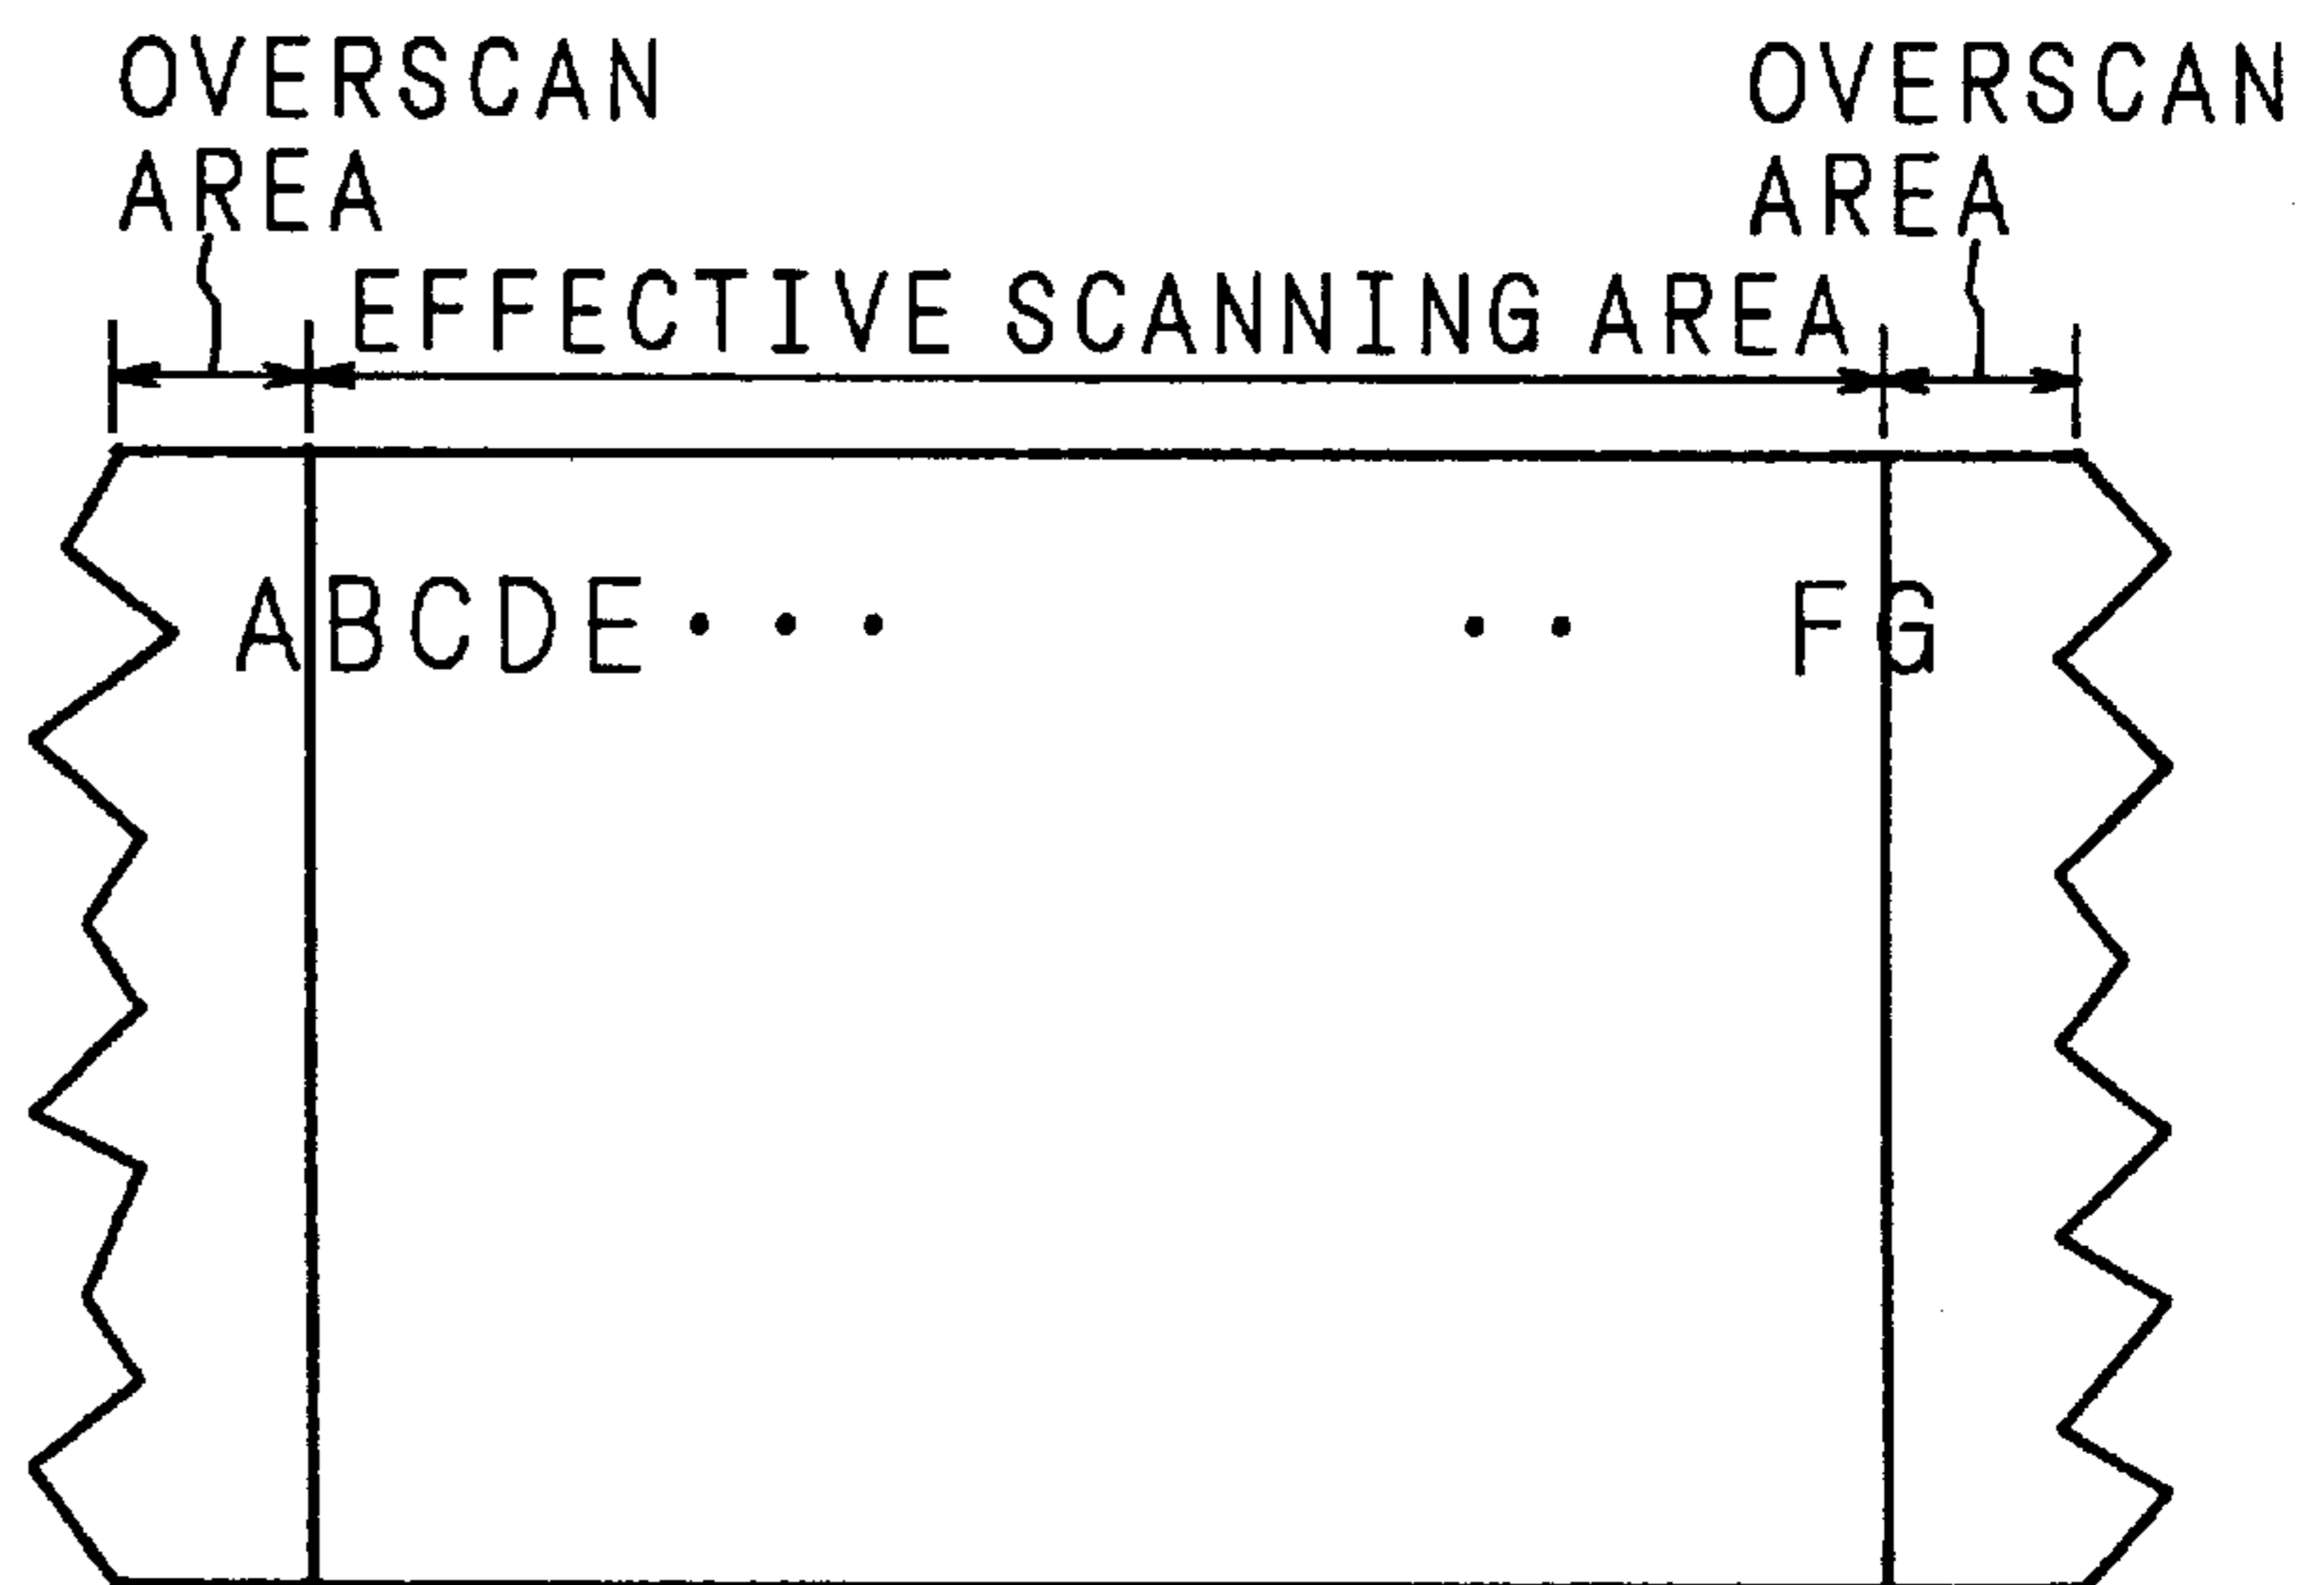 OVERSCAN
AREA
OVERSCAN
AREA
EFFECTIVE SCANNING AREA
ABCDE・・・ ・・ FG